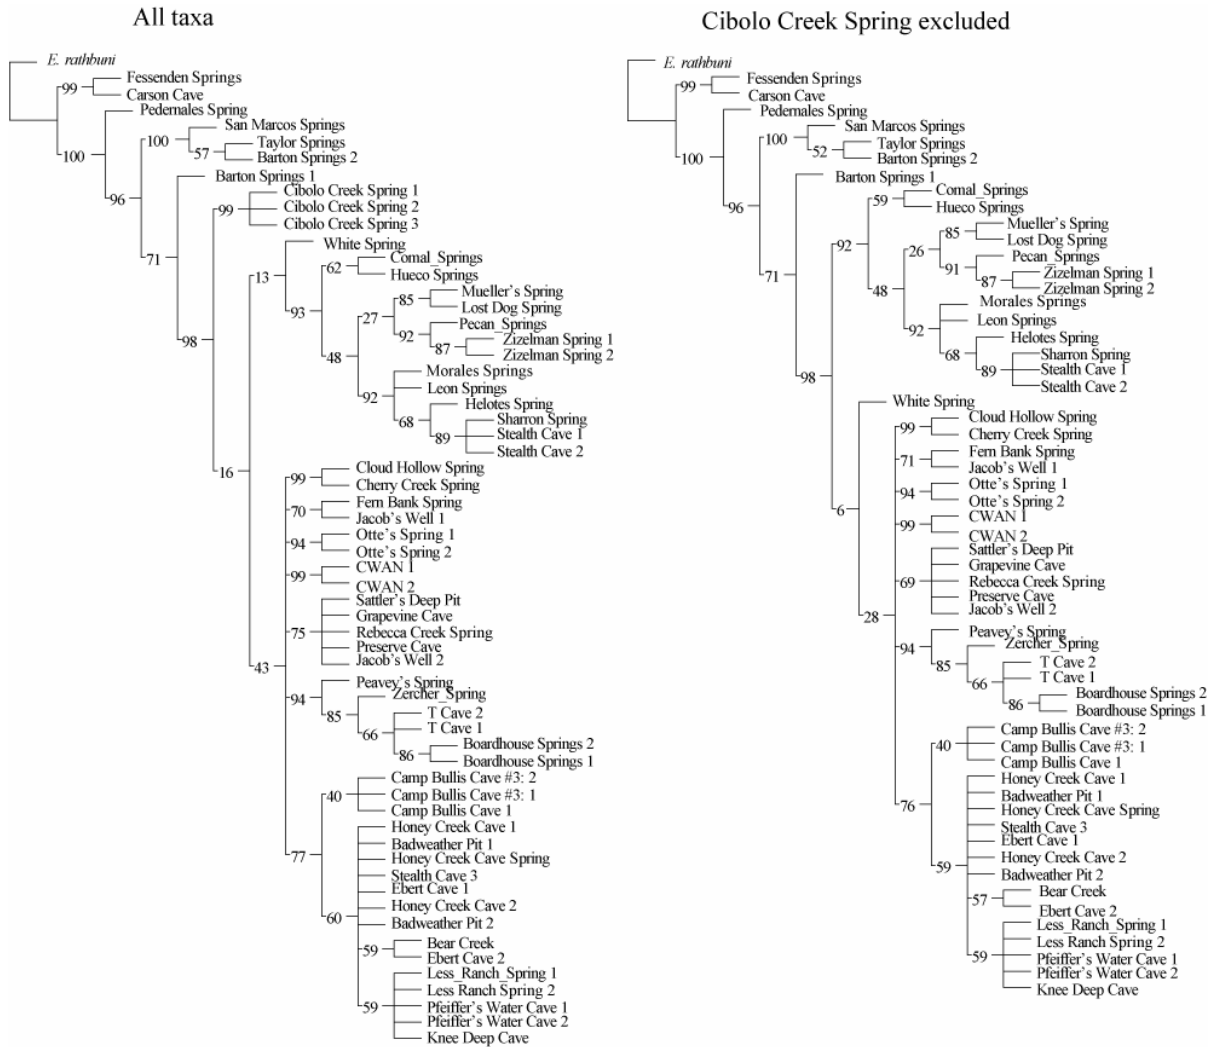 All taxa
E. rathbuni
99
Fessenden Springs
Carson Cave
100
Pedernales Spring
96
100
San Marcos Springs
57
Taylor Springs
Barton Springs 2
71
Barton Springs 1
98
99
Cibolo Creek Spring 1
Cibolo Creek Spring 2
Cibolo Creek Spring 3
16
13
White Spring
93
62
Comal_Springs
Hueco Springs
48
27
85
Mueller's Spring
Lost Dog Spring
92
Pecan_Springs
87
Zizelman Spring 1
Zizelman Spring 2
92
Morales Springs
Leon Springs
68
Helotes Spring
89
Sharron Spring
Stealth Cave 1
Stealth Cave 2
43
99
Cloud Hollow Spring
Cherry Creek Spring
70
Fern Bank Spring
Jacob's Well 1
94
Otte's Spring 1
Otte's Spring 2
99
CWAN 1
CWAN 2
75
Sattler's Deep Pit
Grapevine Cave
Rebecca Creek Spring
Preserve Cave
Jacob's Well 2
94
Peavey's Spring
85
Zercher_Spring
66
T Cave 2
T Cave 1
86
Boardhouse Springs 2
Boardhouse Springs 1
77
40
Camp Bullis Cave #3: 2
Camp Bullis Cave #3: 1
Camp Bullis Cave 1
60
Honey Creek Cave 1
Badweather Pit 1
Honey Creek Cave Spring
Stealth Cave 3
Ebert Cave 1
Honey Creek Cave 2
Badweather Pit 2
59
Bear Creek
Ebert Cave 2
59
Less_Ranch_Spring 1
Less Ranch Spring 2
Pfeiffer's Water Cave 1
Pfeiffer's Water Cave 2
Knee Deep Cave
Cibolo Creek Spring excluded
E. rathbuni
99
Fessenden Springs
Carson Cave
100
Pedernales Spring
96
100
San Marcos Springs
52
Taylor Springs
Barton Springs 2
71
Barton Springs 1
98
92
59
Comal_Springs
Hueco Springs
48
26
85
Mueller's Spring
Lost Dog Spring
91
Pecan_Springs
87
Zizelman Spring 1
Zizelman Spring 2
92
Morales Springs
Leon Springs
68
Helotes Spring
89
Sharron Spring
Stealth Cave 1
Stealth Cave 2
6
White Spring
28
99
Cloud Hollow Spring
Cherry Creek Spring
71
Fern Bank Spring
Jacob's Well 1
94
Otte's Spring 1
Otte's Spring 2
99
CWAN 1
CWAN 2
69
Sattler's Deep Pit
Grapevine Cave
Rebecca Creek Spring
Preserve Cave
Jacob's Well 2
94
Peavey's Spring
85
Zercher_Spring
66
T Cave 2
T Cave 1
86
Boardhouse Springs 2
Boardhouse Springs 1
76
40
Camp Bullis Cave #3: 2
Camp Bullis Cave #3: 1
Camp Bullis Cave 1
59
Honey Creek Cave 1
Badweather Pit 1
Honey Creek Cave Spring
Stealth Cave 3
Ebert Cave 1
Honey Creek Cave 2
Badweather Pit 2
57
Bear Creek
Ebert Cave 2
59
Less_Ranch_Spring 1
Less Ranch Spring 2
Pfeiffer's Water Cave 1
Pfeiffer's Water Cave 2
Knee Deep Cave